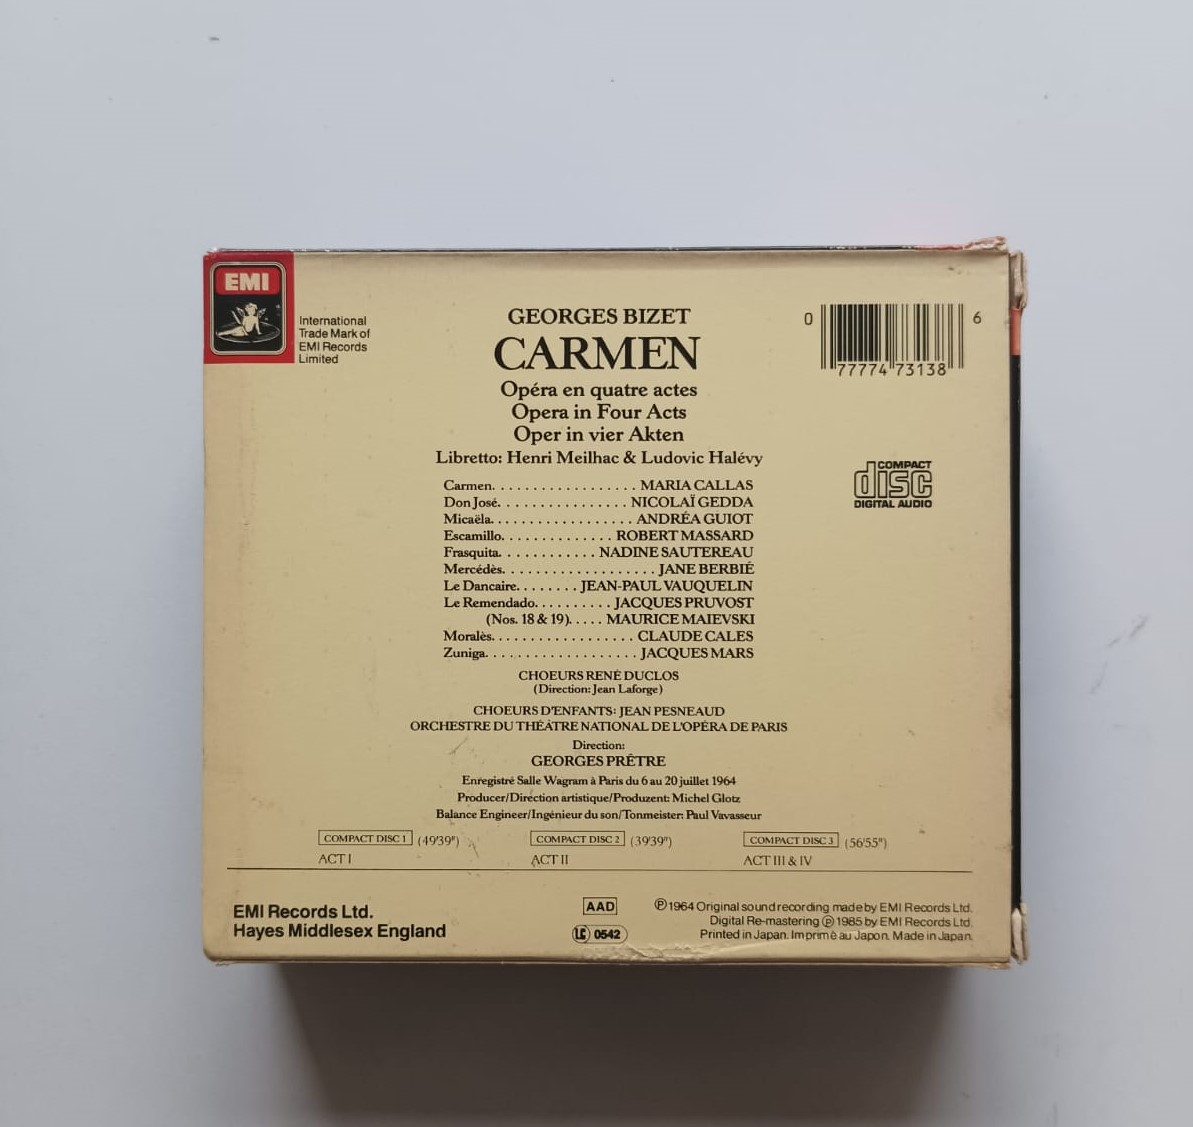 EMI
International
Trade Mark of
EMI Records
Limited
GEORGES BIZET
CARMEN
Opéra en quatre actes
Opera in Four Acts
Oper in vier Akten
Libretto: Henri Meilhac & Ludovic Halévy
0 77774 73138 6
COMPACT
disc
DIGITAL AUDIO
Carmen. . . . . . . . . . . . . . . . . . MARIA CALLAS
Don José. . . . . . . . . . . . . . . . NICOLAÏ GEDDA
Micaëla. . . . . . . . . . . . . . . . . . ANDRÉA GUIOT
Escamillo. . . . . . . . . . . . . . ROBERT MASSARD
Frasquita. . . . . . . . . . . . NADINE SAUTEREAU
Mercédès. . . . . . . . . . . . . . . . . . . JANE BERBIÉ
Le Dancaire. . . . . . . . JEAN-PAUL VAUQUELIN
Le Remendado. . . . . . . . . . JACQUES PRUVOST
(Nos. 18 & 19). . . . . MAURICE MAIEVSKI
Moralès. . . . . . . . . . . . . . . . . . CLAUDE CALES
Zuniga. . . . . . . . . . . . . . . . . . . JACQUES MARS
CHOEURS RENÉ DUCLOS
(Direction: Jean Laforge)
CHOEURS D'ENFANTS: JEAN PESNEAUD
ORCHESTRE DU THÉÂTRE NATIONAL DE L'OPÉRA DE PARIS
Direction:
GEORGES PRÊTRE
Enregistré Salle Wagram à Paris du 6 au 20 juillet 1964
Producer/Direction artistique/Produzent: Michel Glotz
Balance Engineer/Ingénieur du son/Tonmeister: Paul Vavasseur
COMPACT DISC 1 (49'39") COMPACT DISC 2 (39'39") COMPACT DISC 3 (56'55")
ACT I ACT II ACT III & IV
EMI Records Ltd.
Hayes Middlesex England
AAD
LC 0542
℗ 1964 Original sound recording made by EMI Records Ltd.
Digital Re-mastering ℗ 1985 by EMI Records Ltd.
Printed in Japan. Imprimé au Japon. Made in Japan.